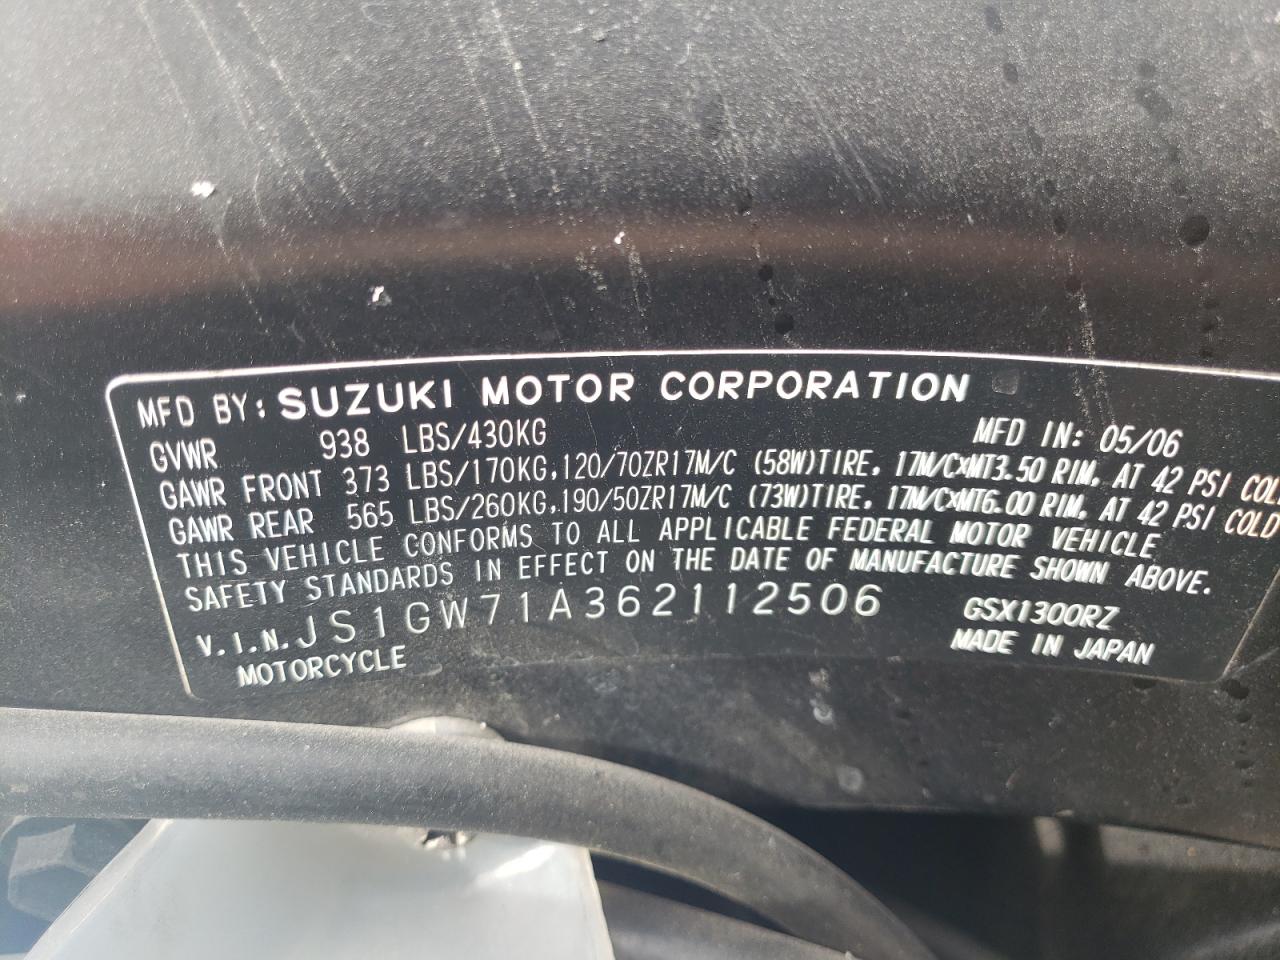 MFD BY: SUZUKI MOTOR CORPORATION
MFD IN: 05/06
GVWR 938 LBS/430KG
GAWR FRONT 373 LBS/170KG,120/70ZR17M/C (58W)TIRE, 17M/CxMT3.50 RIM, AT 42 PSI COL
GAWR REAR 565 LBS/260KG,190/50ZR17M/C (73W)TIRE, 17M/CxMT6.00 RIM, AT 42 PSI COLD
THIS VEHICLE CONFORMS TO ALL APPLICABLE FEDERAL MOTOR VEHICLE
SAFETY STANDARDS IN EFFECT ON THE DATE OF MANUFACTURE SHOWN ABOVE.
V.I.N. JS1GW71A362112506 GSX1300RZ
MOTORCYCLE MADE IN JAPAN